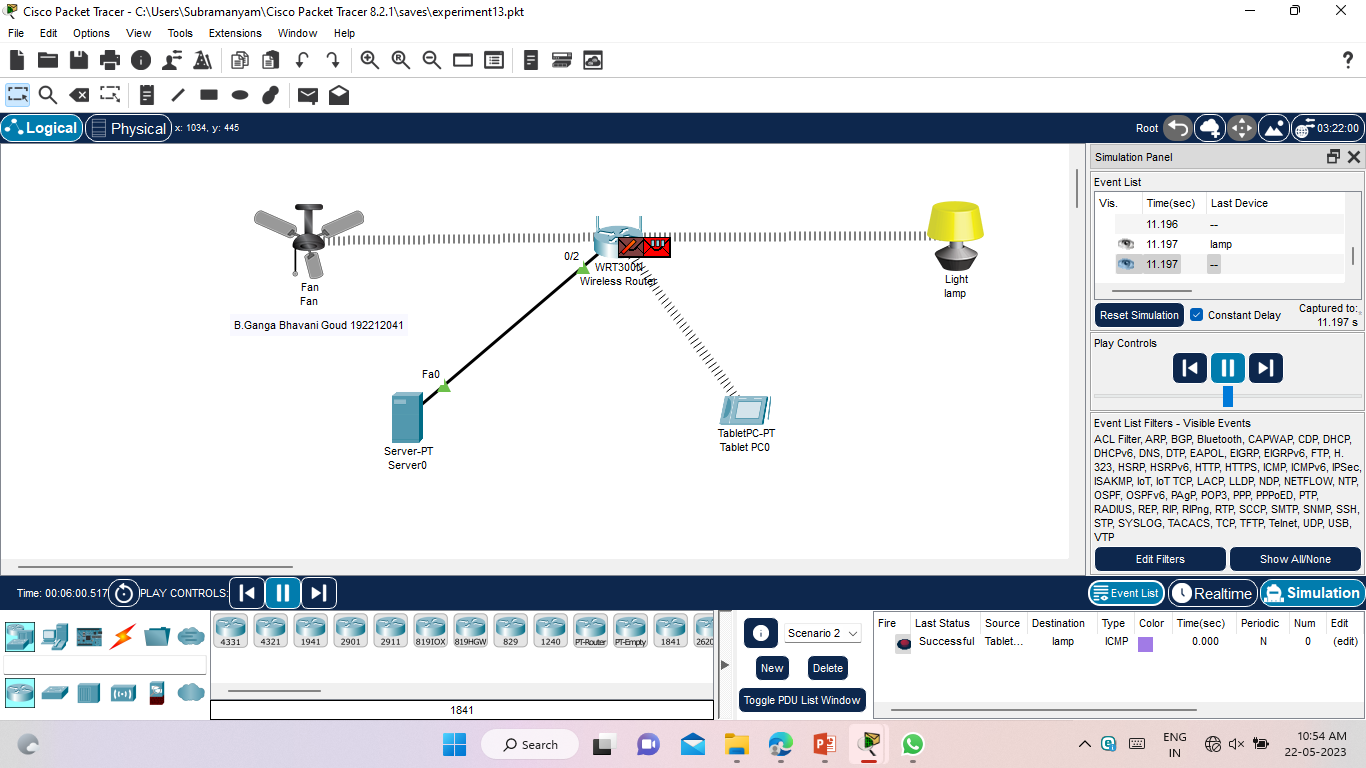 Cisco Packet Tracer - C:\Users\Subramanyam\Cisco Packet Tracer 8.2.1\saves\experiment13.pkt
File Edit Options View Tools Extensions Window Help
Logical Physical x: 1034, y: 445
Root 03:22:00
Fan
Fan
B.Ganga Bhavani Goud 192212041
0/2
WRT300N
Wireless Router
Light
lamp
Fa0
Server-PT
Server0
TabletPC-PT
Tablet PC0
Simulation Panel
Event List
Vis. Time(sec) Last Device
11.196 --
11.197 lamp
11.197 --
Reset Simulation Constant Delay Captured to:
11.197 s
Play Controls
Event List Filters - Visible Events
ACL Filter, ARP, BGP, Bluetooth, CAPWAP, CDP, DHCP,
DHCPv6, DNS, DTP, EAPOL, EIGRP, EIGRPv6, FTP, H.
323, HSRP, HSRPv6, HTTP, HTTPS, ICMP, ICMPv6, IPSec,
ISAKMP, IoT, IoT TCP, LACP, LLDP, NDP, NETFLOW, NTP,
OSPF, OSPFv6, PAgP, POP3, PPP, PPPoED, PTP,
RADIUS, REP, RIP, RIPng, RTP, SCCP, SMTP, SNMP, SSH,
STP, SYSLOG, TACACS, TCP, TFTP, Telnet, UDP, USB,
VTP
Edit Filters Show All/None
Time: 00:06:00.517 PLAY CONTROLS:
Event List Realtime Simulation
4331 4321 1941 2901 2911 819IOX 819HGW 829 1240 PT-Router PT-Empty 1841 2620
1841
Scenario 2
New Delete
Toggle PDU List Window
Fire Last Status Source Destination Type Color Time(sec) Periodic Num Edit
Successful Tablet... lamp ICMP 0.000 N 0 (edit)
Search
ENG
IN
10:54 AM
22-05-2023